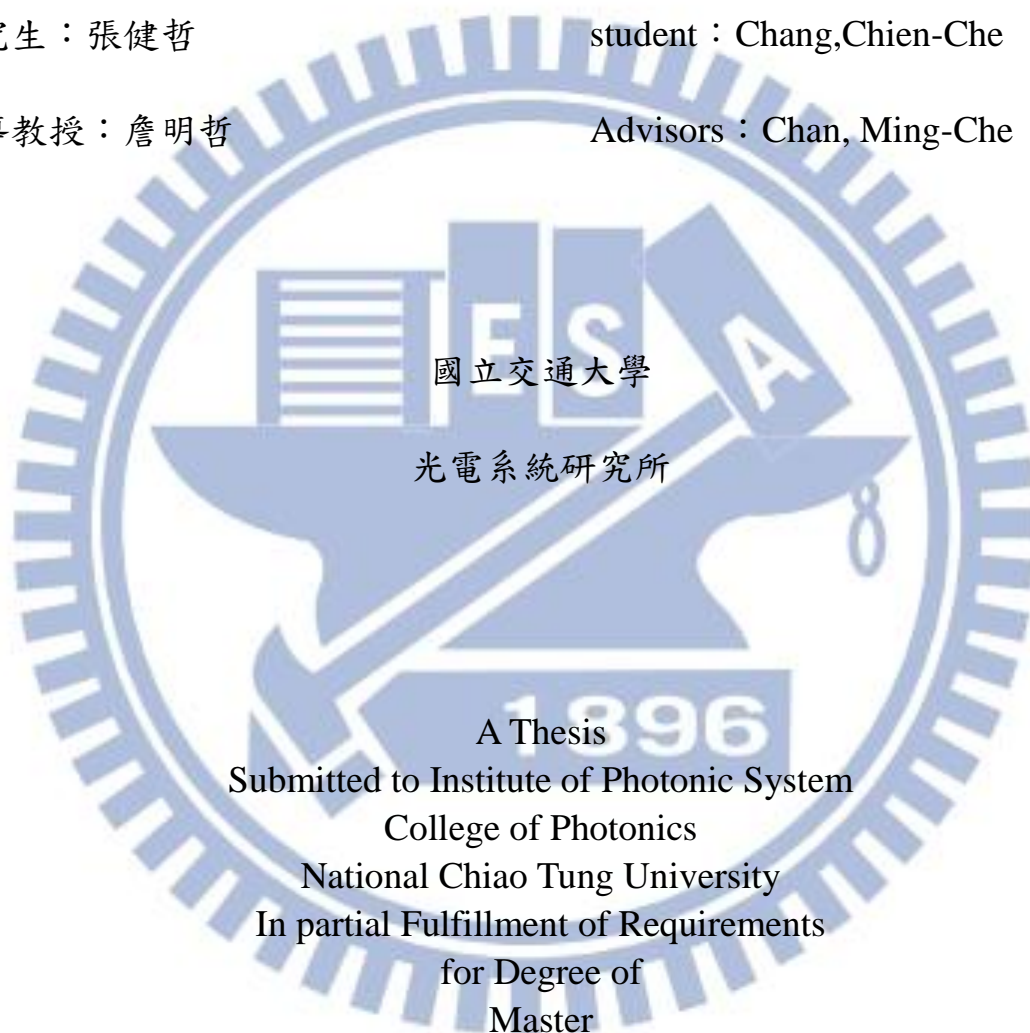 究生：張健哲 student：Chang,Chien-Che
導教授：詹明哲 Advisors：Chan, Ming-Che
E S A
國立交通大學
光電系統研究所
1896
A Thesis
Submitted to Institute of Photonic System
College of Photonics
National Chiao Tung University
In partial Fulfillment of Requirements
for Degree of
Master